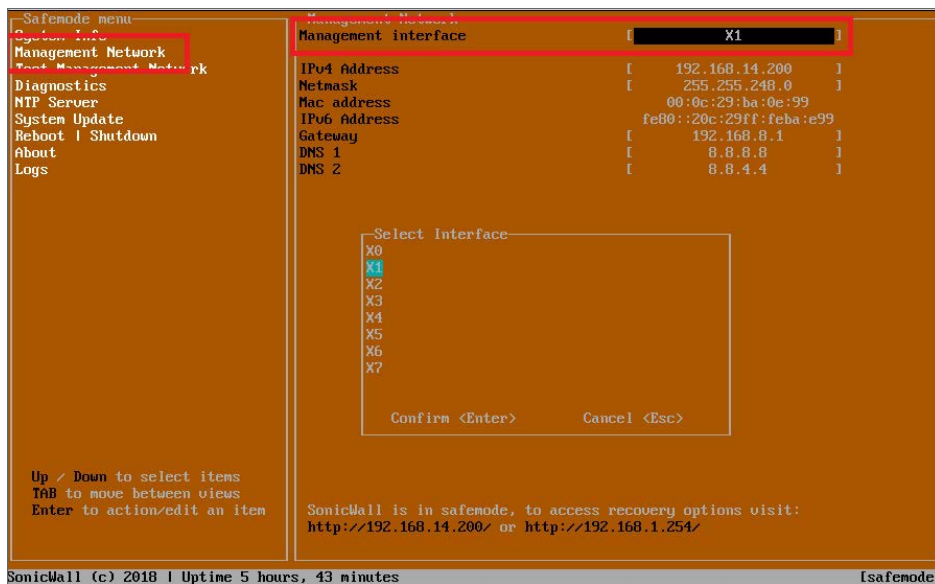 Safemode menu
System Info
Management Network
Test Management Network
Diagnostics
NTP Server
System Update
Reboot | Shutdown
About
Logs
Up / Down to select items
TAB to move between views
Enter to action/edit an item
Management Network
Management interface [ X1 ]
IPv4 Address [ 192.168.14.200 ]
Netmask [ 255.255.248.0 ]
Mac address 00:0c:29:ba:0e:99
IPv6 Address fe80::20c:29ff:feba:e99
Gateway [ 192.168.8.1 ]
DNS 1 [ 8.8.8.8 ]
DNS 2 [ 8.8.4.4 ]
Select Interface
X0
X1
X2
X3
X4
X5
X6
X7
Confirm <Enter> Cancel <Esc>
SonicWall is in safemode, to access recovery options visit:
http://192.168.14.200/ or http://192.168.1.254/
SonicWall (c) 2018 | Uptime 5 hours, 43 minutes [safemode